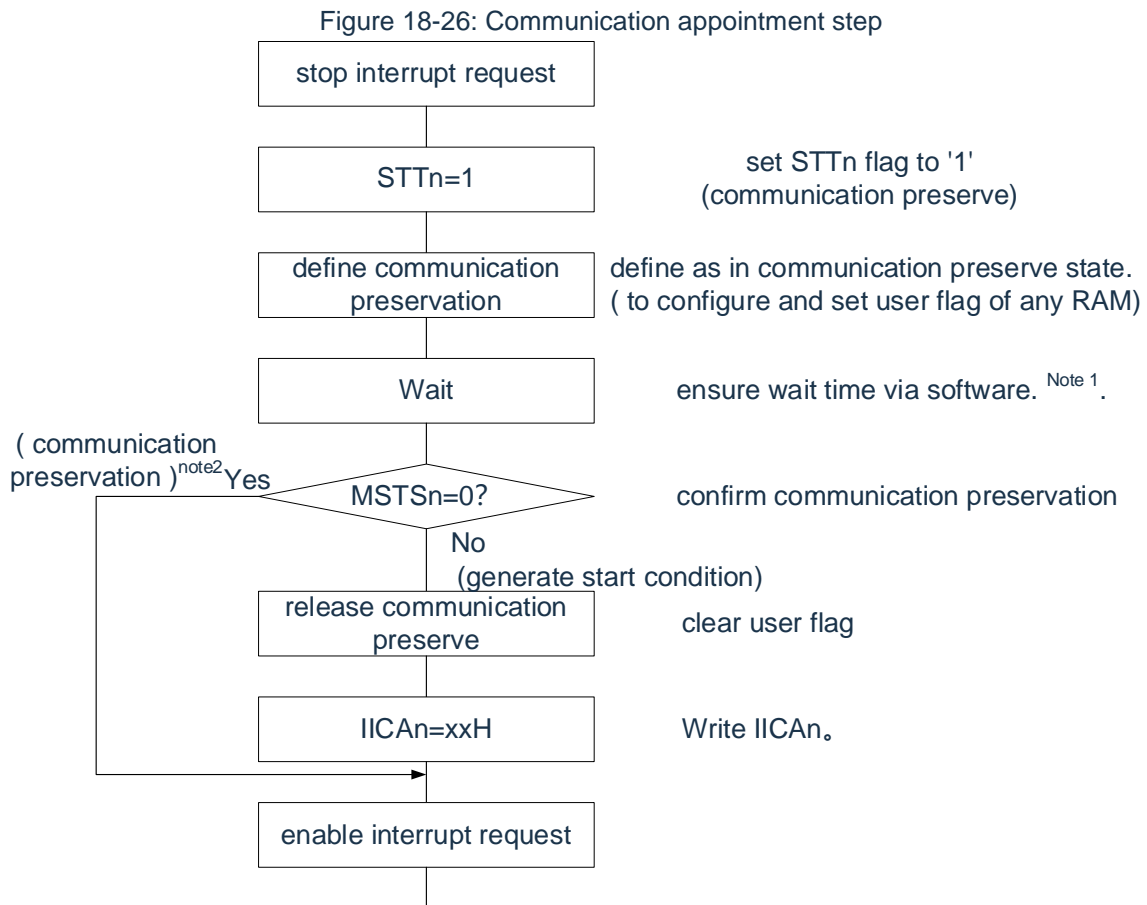 Figure 18-26: Communication appointment step
stop interrupt request
STTn=1
set STTn flag to '1'
(communication preserve)
define communication
preservation
define as in communication preserve state.
( to configure and set user flag of any RAM)
Wait
ensure wait time via software. Note 1.
( communication
preservation )note2 Yes
MSTSn=0?
confirm communication preservation
No
(generate start condition)
release communication
preserve
clear user flag
IICAn=xxH
Write IICAn。
enable interrupt request